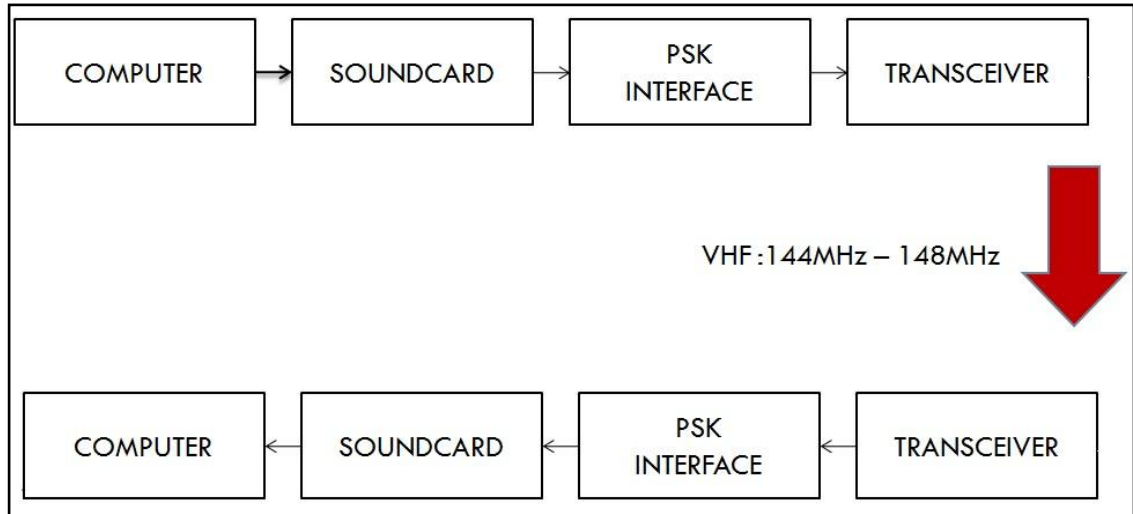 COMPUTER
SOUNDCARD
PSK
INTERFACE
TRANSCEIVER
VHF:144MHz – 148MHz
COMPUTER
SOUNDCARD
PSK
INTERFACE
TRANSCEIVER